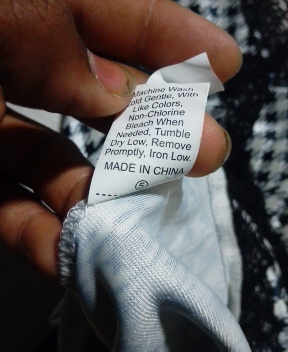 Machine Wash
old Gentle, With
Like Colors,
Non-Chlorine
Bleach When
Needed, Tumble
Dry Low, Remove
Promptly, Iron Low.
MADE IN CHINA
5